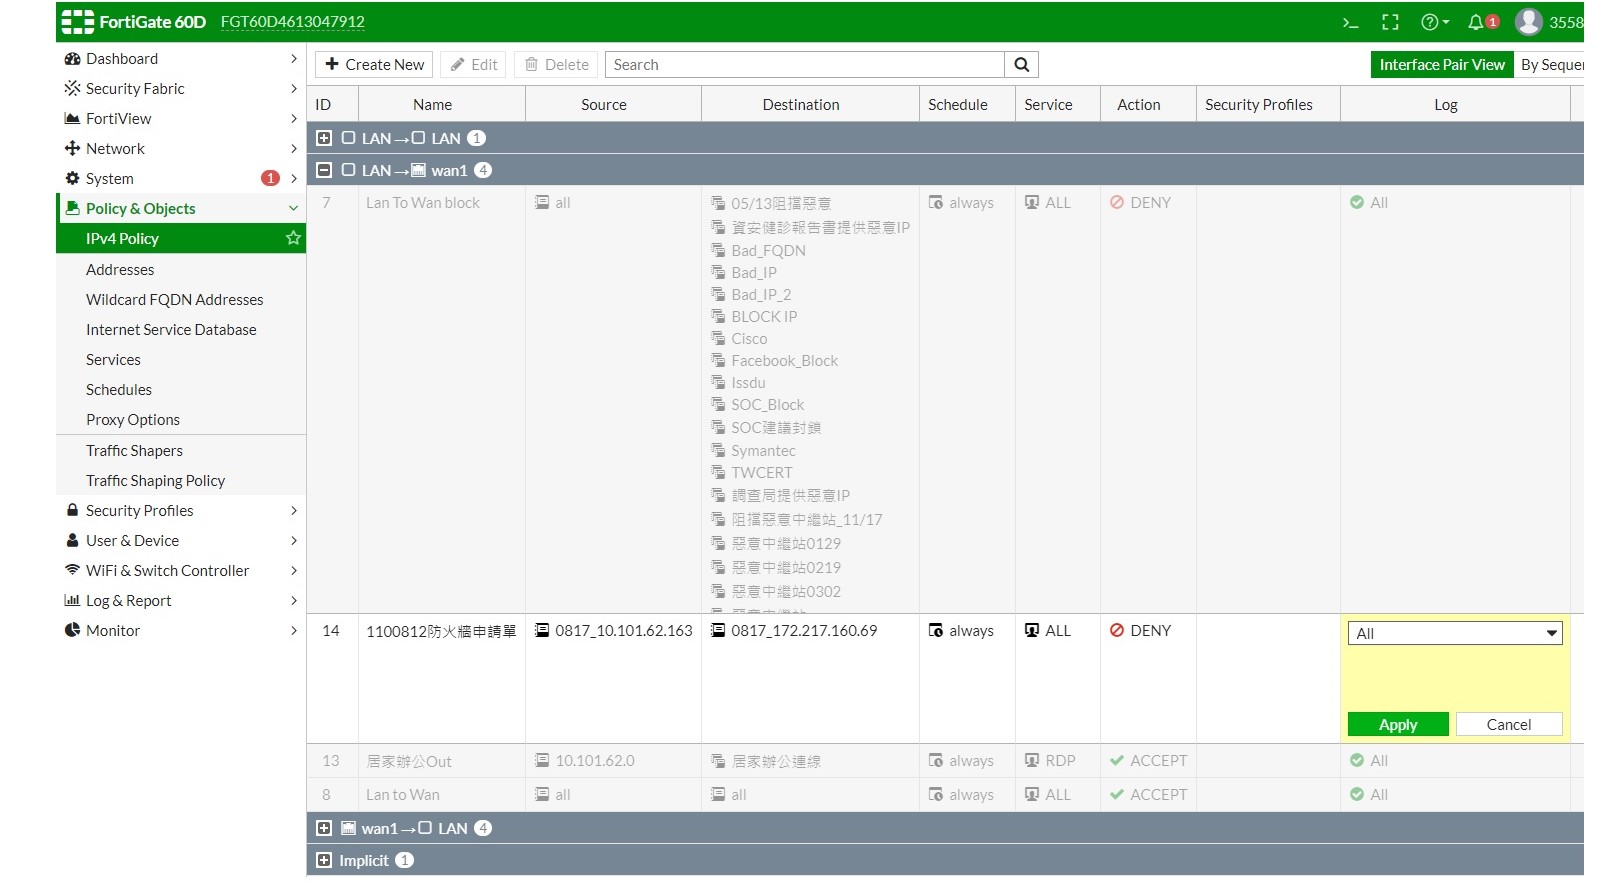 FortiGate 60D FGT60D4613047912 >_ 1 3558
Dashboard
Security Fabric
FortiView
Network
System 1
Policy & Objects
IPv4 Policy
Addresses
Wildcard FQDN Addresses
Internet Service Database
Services
Schedules
Proxy Options
Traffic Shapers
Traffic Shaping Policy
Security Profiles
User & Device
WiFi & Switch Controller
Log & Report
Monitor
Create New Edit Delete Search Interface Pair View By Sequen
ID Name Source Destination Schedule Service Action Security Profiles Log
LAN → LAN 1
LAN → wan1 4
7 Lan To Wan block all 05/13阻擋惡意 always ALL DENY All
資安健診報告書提供惡意IP
Bad_FQDN
Bad_IP
Bad_IP_2
BLOCK IP
Cisco
Facebook_Block
Issdu
SOC_Block
SOC建議封鎖
Symantec
TWCERT
調查局提供惡意IP
阻擋惡意中繼站_11/17
惡意中繼站0129
惡意中繼站0219
惡意中繼站0302
惡意中繼站
14 1100812防火牆申請單 0817_10.101.62.163 0817_172.217.160.69 always ALL DENY All
Apply Cancel
13 居家辦公Out 10.101.62.0 居家辦公連線 always RDP ACCEPT All
8 Lan to Wan all all always ALL ACCEPT All
wan1 → LAN 4
Implicit 1